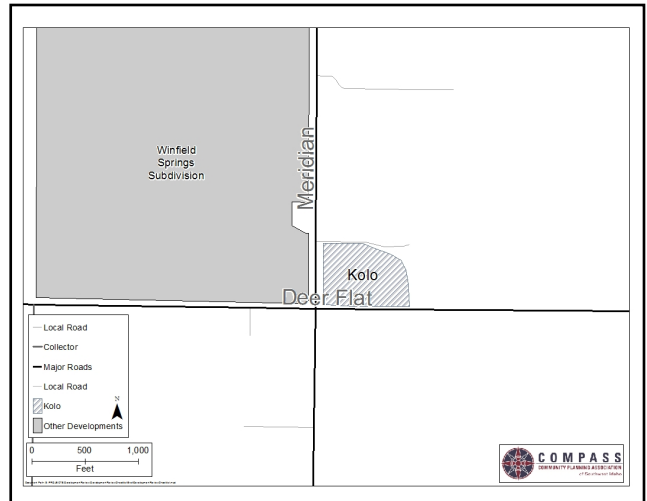 Winfield
Springs
Subdivision
Meridian
Kolo
Deer Flat
Local Road
Collector
Major Roads
Local Road
Kolo
Other Developments
N
0 500 1,000
Feet
COMPASS
COMMUNITY PLANNING ASSOCIATION
of Southwest Idaho